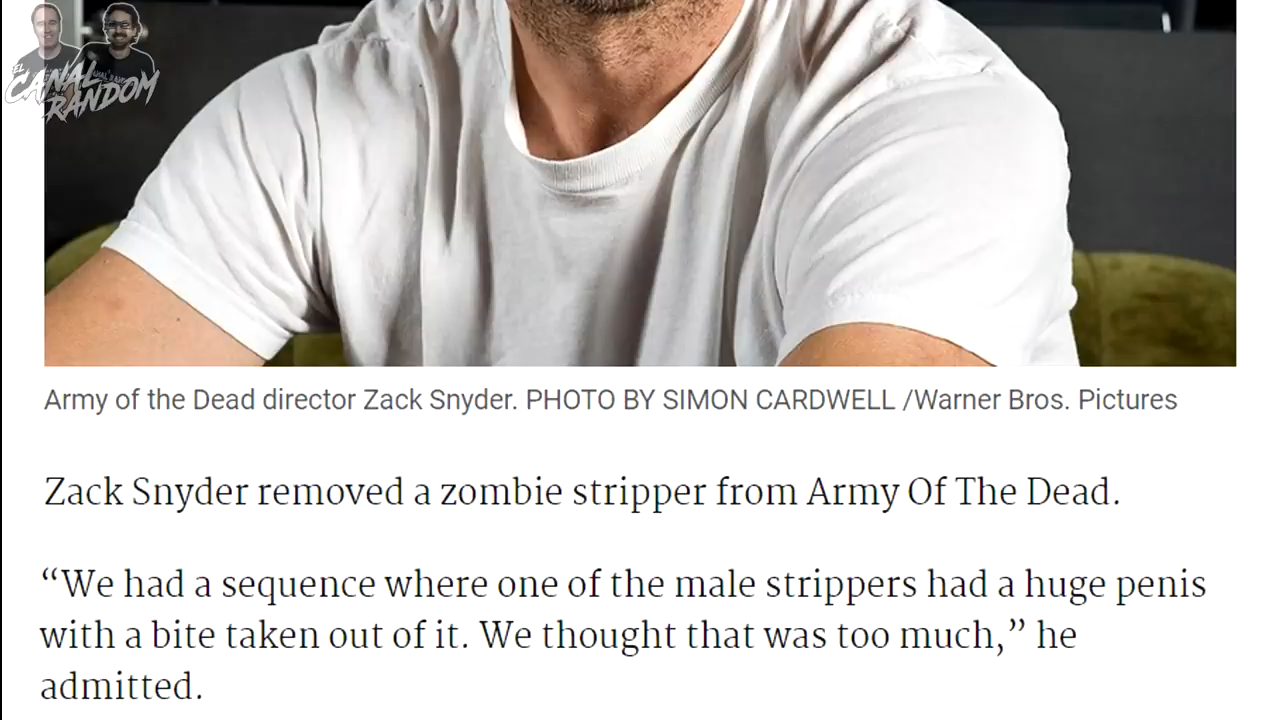 EL
CANAL
RANDOM
Army of the Dead director Zack Snyder. PHOTO BY SIMON CARDWELL /Warner Bros. Pictures
Zack Snyder removed a zombie stripper from Army Of The Dead.
“We had a sequence where one of the male strippers had a huge penis
with a bite taken out of it. We thought that was too much,” he
admitted.